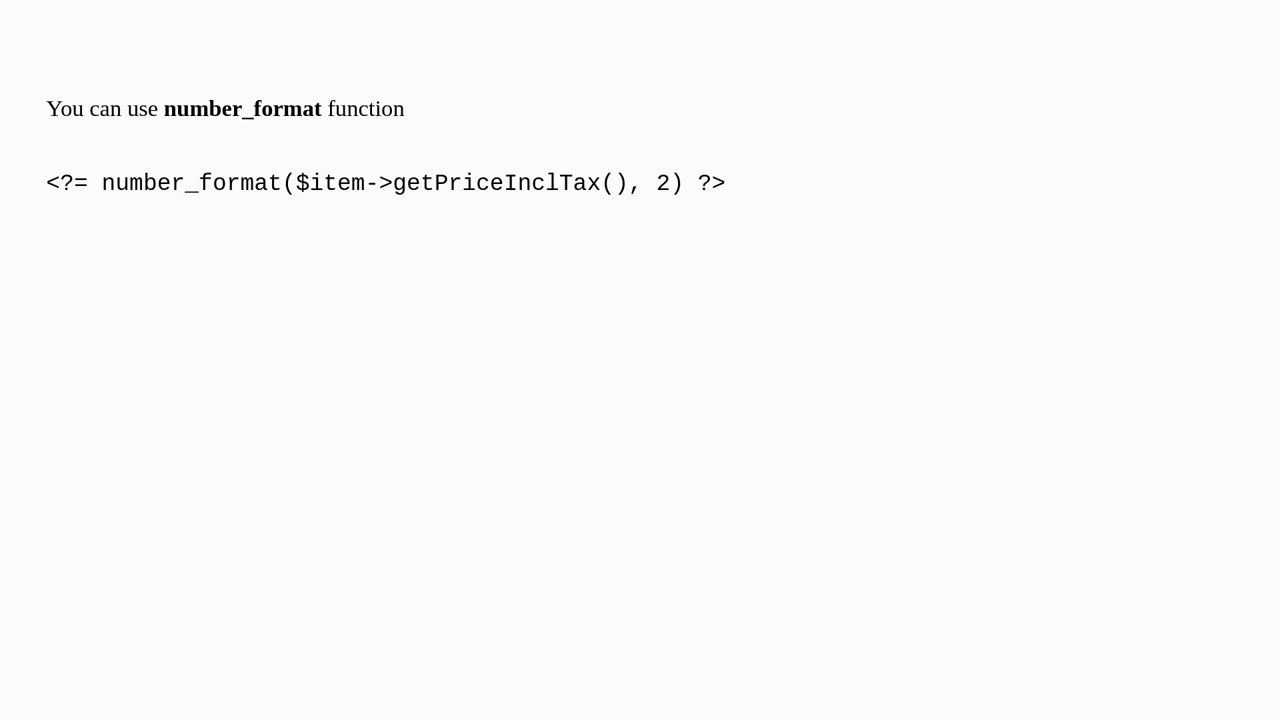 You can use number_format function
<?= number_format($item->getPriceInclTax(), 2) ?>